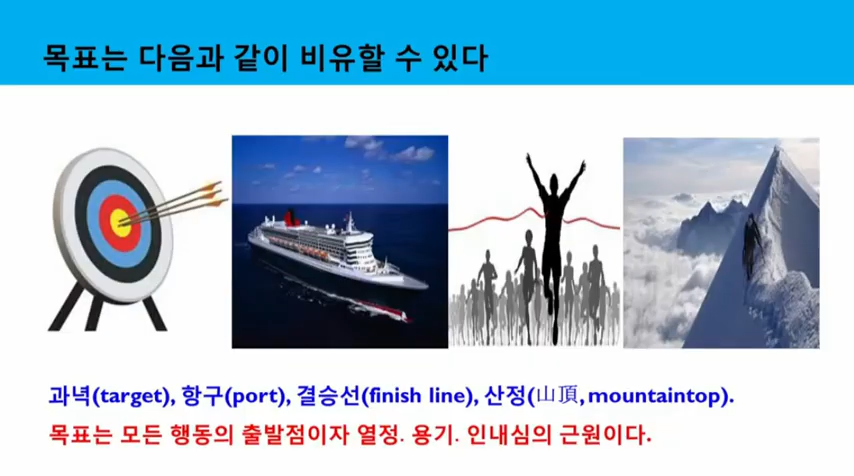 목표는 다음과 같이 비유할 수 있다
과녁(target), 항구(port), 결승선(finish line), 산정(山頂,mountaintop).
목표는 모든 행동의 출발점이자 열정. 용기. 인내심의 근원이다.